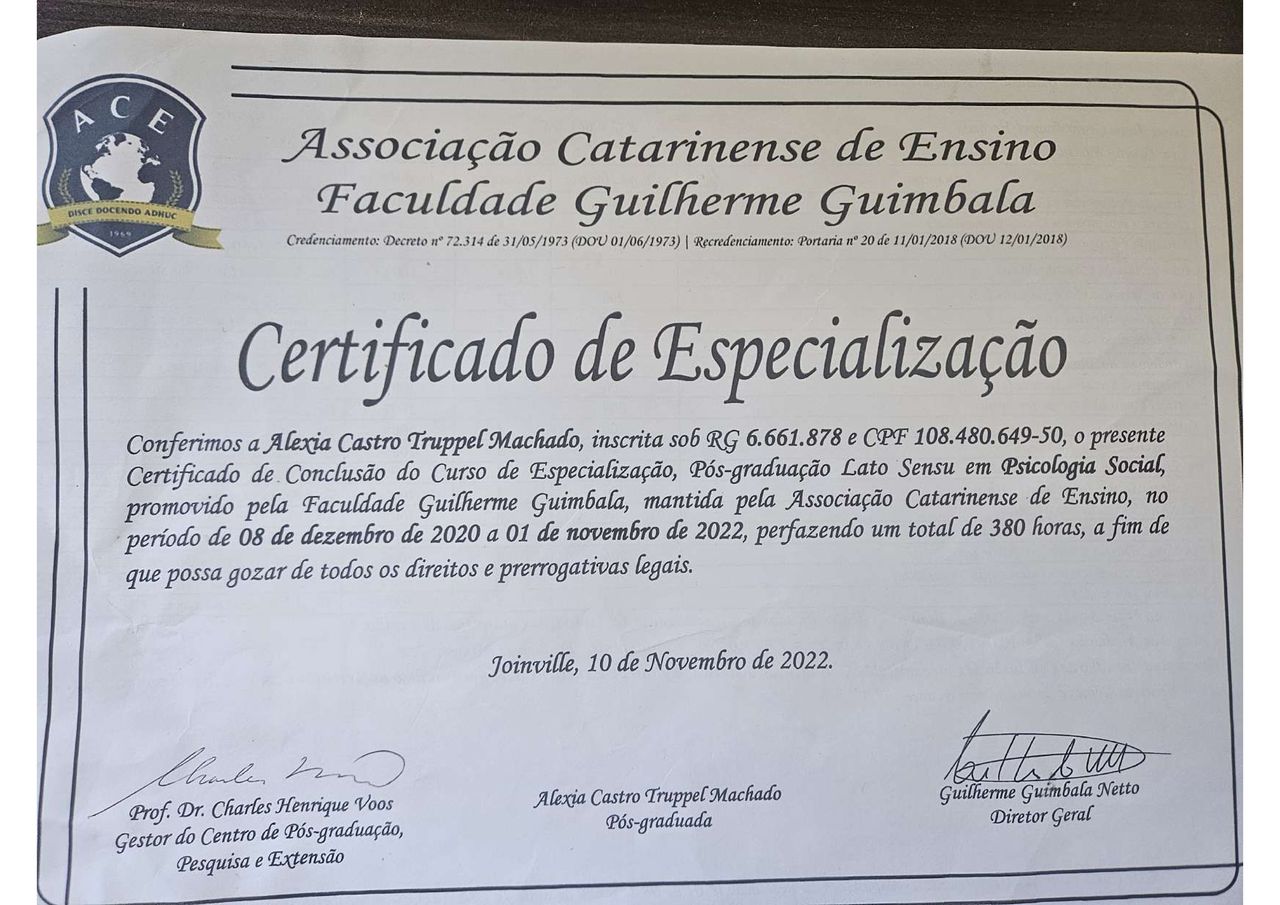 ACE
DISCE DOCENDO ADHUC
1969
Associação Catarinense de Ensino
Faculdade Guilherme Guimbala
Credenciamento: Decreto nº 72.314 de 31/05/1973 (DOU 01/06/1973) | Recredenciamento: Portaria nº 20 de 11/01/2018 (DOU 12/01/2018)
Certificado de Especialização
Conferimos a Alexia Castro Truppel Machado, inscrita sob RG 6.661.878 e CPF 108.480.649-50, o presente
Certificado de Conclusão do Curso de Especialização, Pós-graduação Lato Sensu em Psicologia Social,
promovido pela Faculdade Guilherme Guimbala, mantida pela Associação Catarinense de Ensino, no
período de 08 de dezembro de 2020 a 01 de novembro de 2022, perfazendo um total de 380 horas, a fim de
que possa gozar de todos os direitos e prerrogativas legais.
Joinville, 10 de Novembro de 2022.
Prof. Dr. Charles Henrique Voos
Gestor do Centro de Pós-graduação,
Pesquisa e Extensão
Alexia Castro Truppel Machado
Pós-graduada
Guilherme Guimbala Netto
Diretor Geral